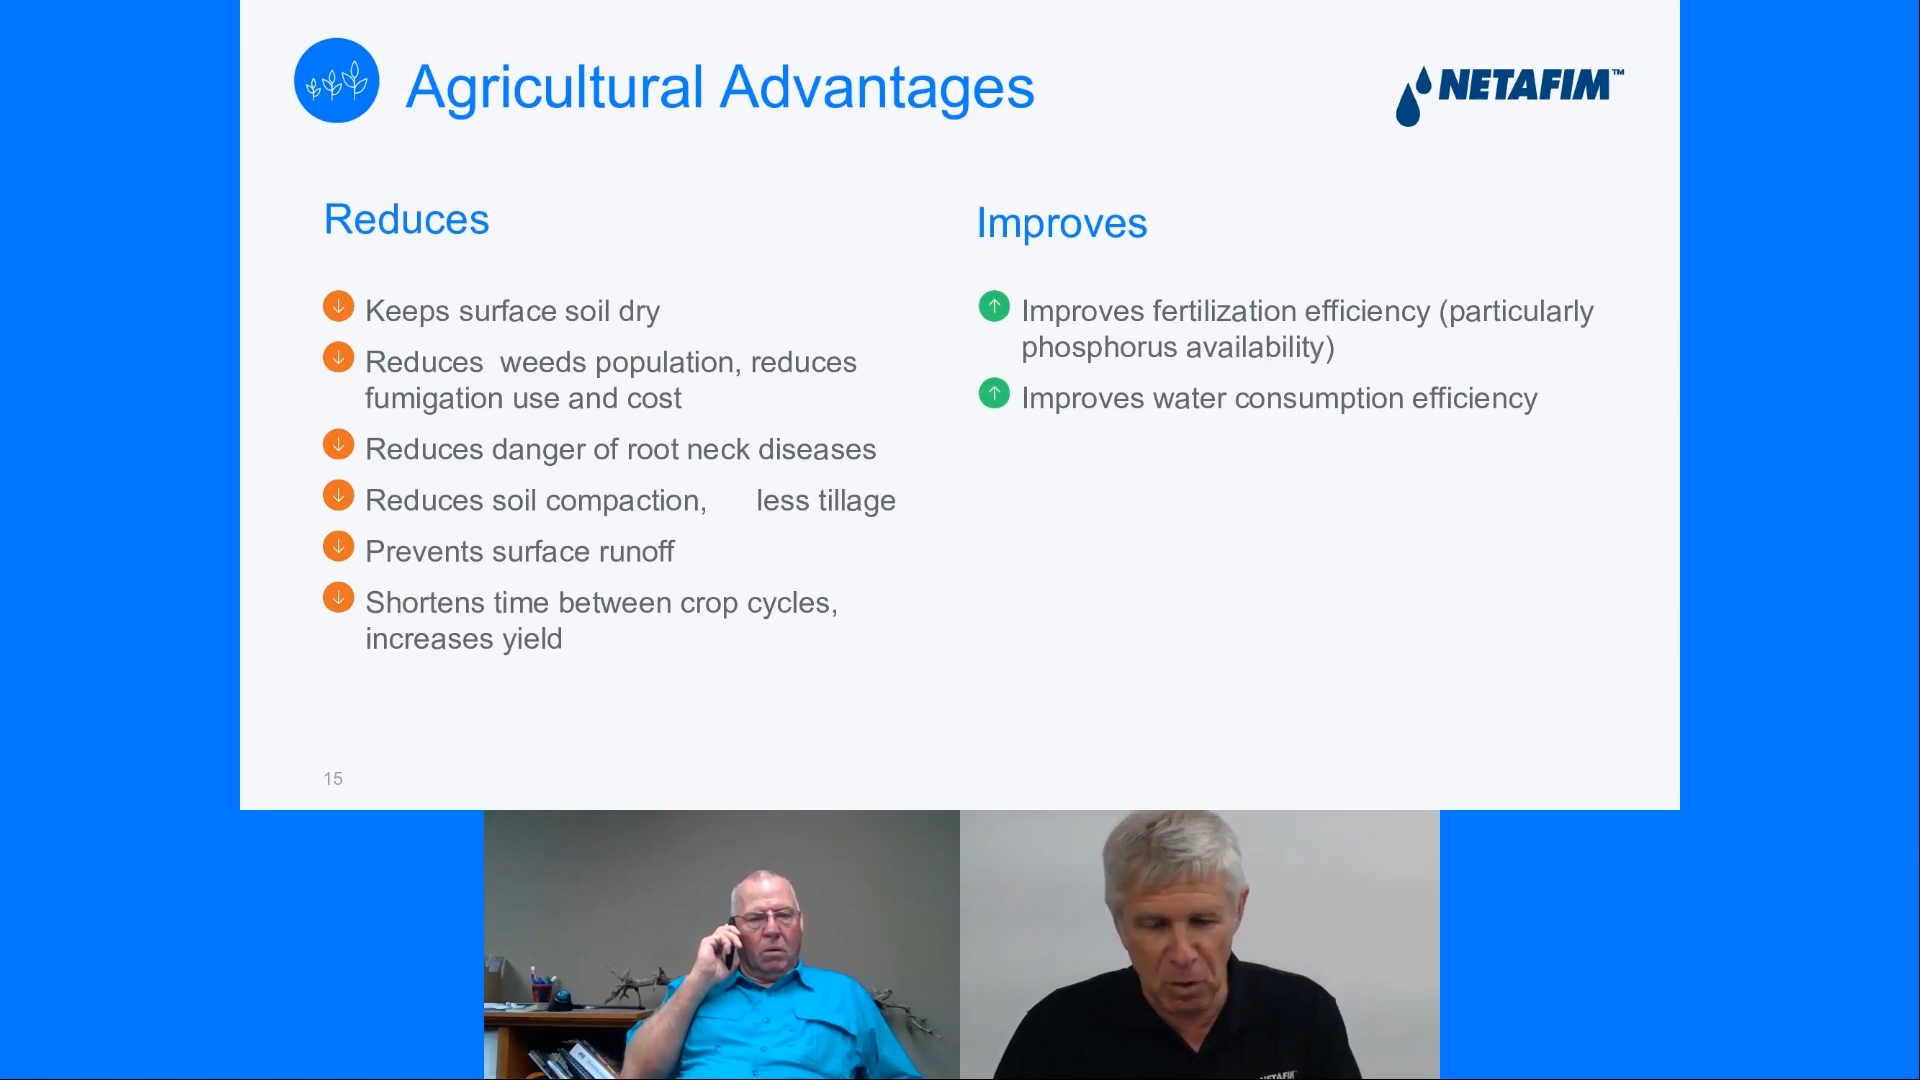 Agricultural Advantages
NETAFIM™
Reduces
Keeps surface soil dry
Reduces  weeds population, reduces
fumigation use and cost
Reduces danger of root neck diseases
Reduces soil compaction,      less tillage
Prevents surface runoff
Shortens time between crop cycles,
increases yield
Improves
Improves fertilization efficiency (particularly
phosphorus availability)
Improves water consumption efficiency
15
NETAFIM